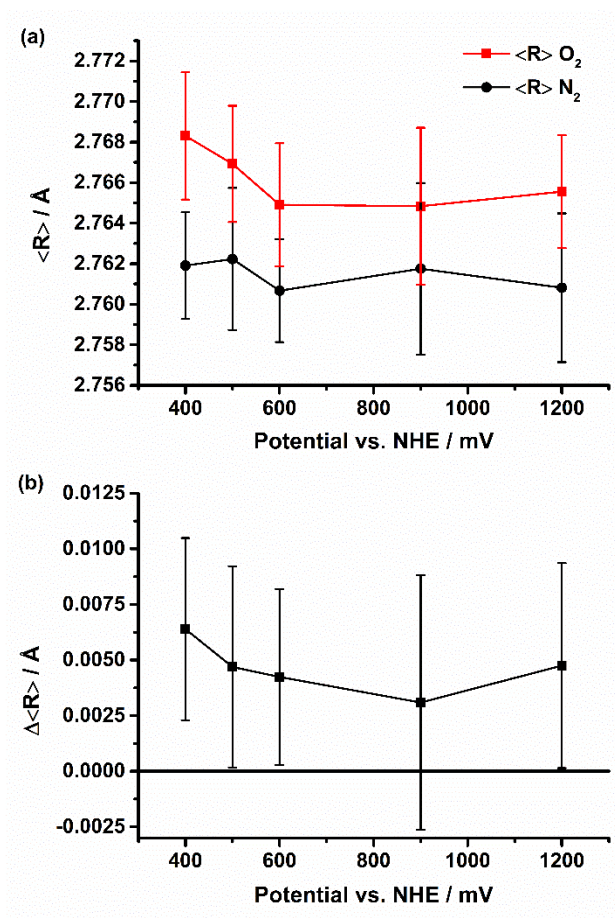 (a)
<R> O2
<R> N2
2.772
2.770
2.768
2.766
2.764
2.762
2.760
2.758
2.756
<R> / Å
400 600 800 1000 1200
Potential vs. NHE / mV
(b)
0.0125
0.0100
0.0075
0.0050
0.0025
0.0000
-0.0025
Δ<R> / Å
400 600 800 1000 1200
Potential vs. NHE / mV